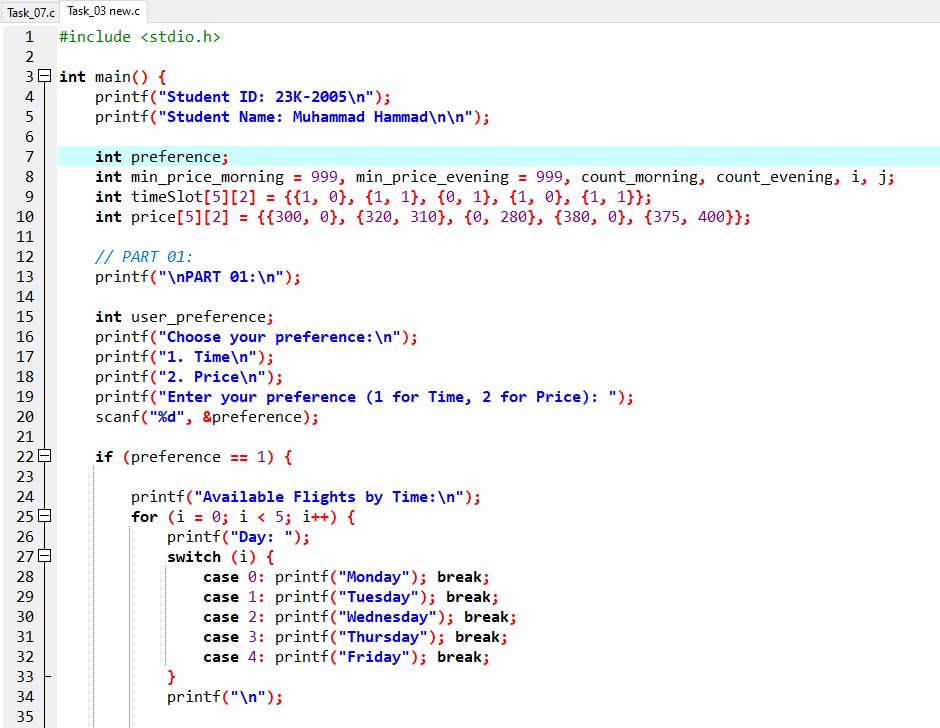 Task_07.c Task_03 new.c
1 #include <stdio.h>
2
3 int main() {
4 printf("Student ID: 23K-2005\n");
5 printf("Student Name: Muhammad Hammad\n\n");
6
7 int preference;
8 int min_price_morning = 999, min_price_evening = 999, count_morning, count_evening, i, j;
9 int timeSlot[5][2] = {{1, 0}, {1, 1}, {0, 1}, {1, 0}, {1, 1}};
10 int price[5][2] = {{300, 0}, {320, 310}, {0, 280}, {380, 0}, {375, 400}};
11
12 // PART 01:
13 printf("\nPART 01:\n");
14
15 int user_preference;
16 printf("Choose your preference:\n");
17 printf("1. Time\n");
18 printf("2. Price\n");
19 printf("Enter your preference (1 for Time, 2 for Price): ");
20 scanf("%d", &preference);
21
22 if (preference == 1) {
23
24 printf("Available Flights by Time:\n");
25 for (i = 0; i < 5; i++) {
26 printf("Day: ");
27 switch (i) {
28 case 0: printf("Monday"); break;
29 case 1: printf("Tuesday"); break;
30 case 2: printf("Wednesday"); break;
31 case 3: printf("Thursday"); break;
32 case 4: printf("Friday"); break;
33 }
34 printf("\n");
35